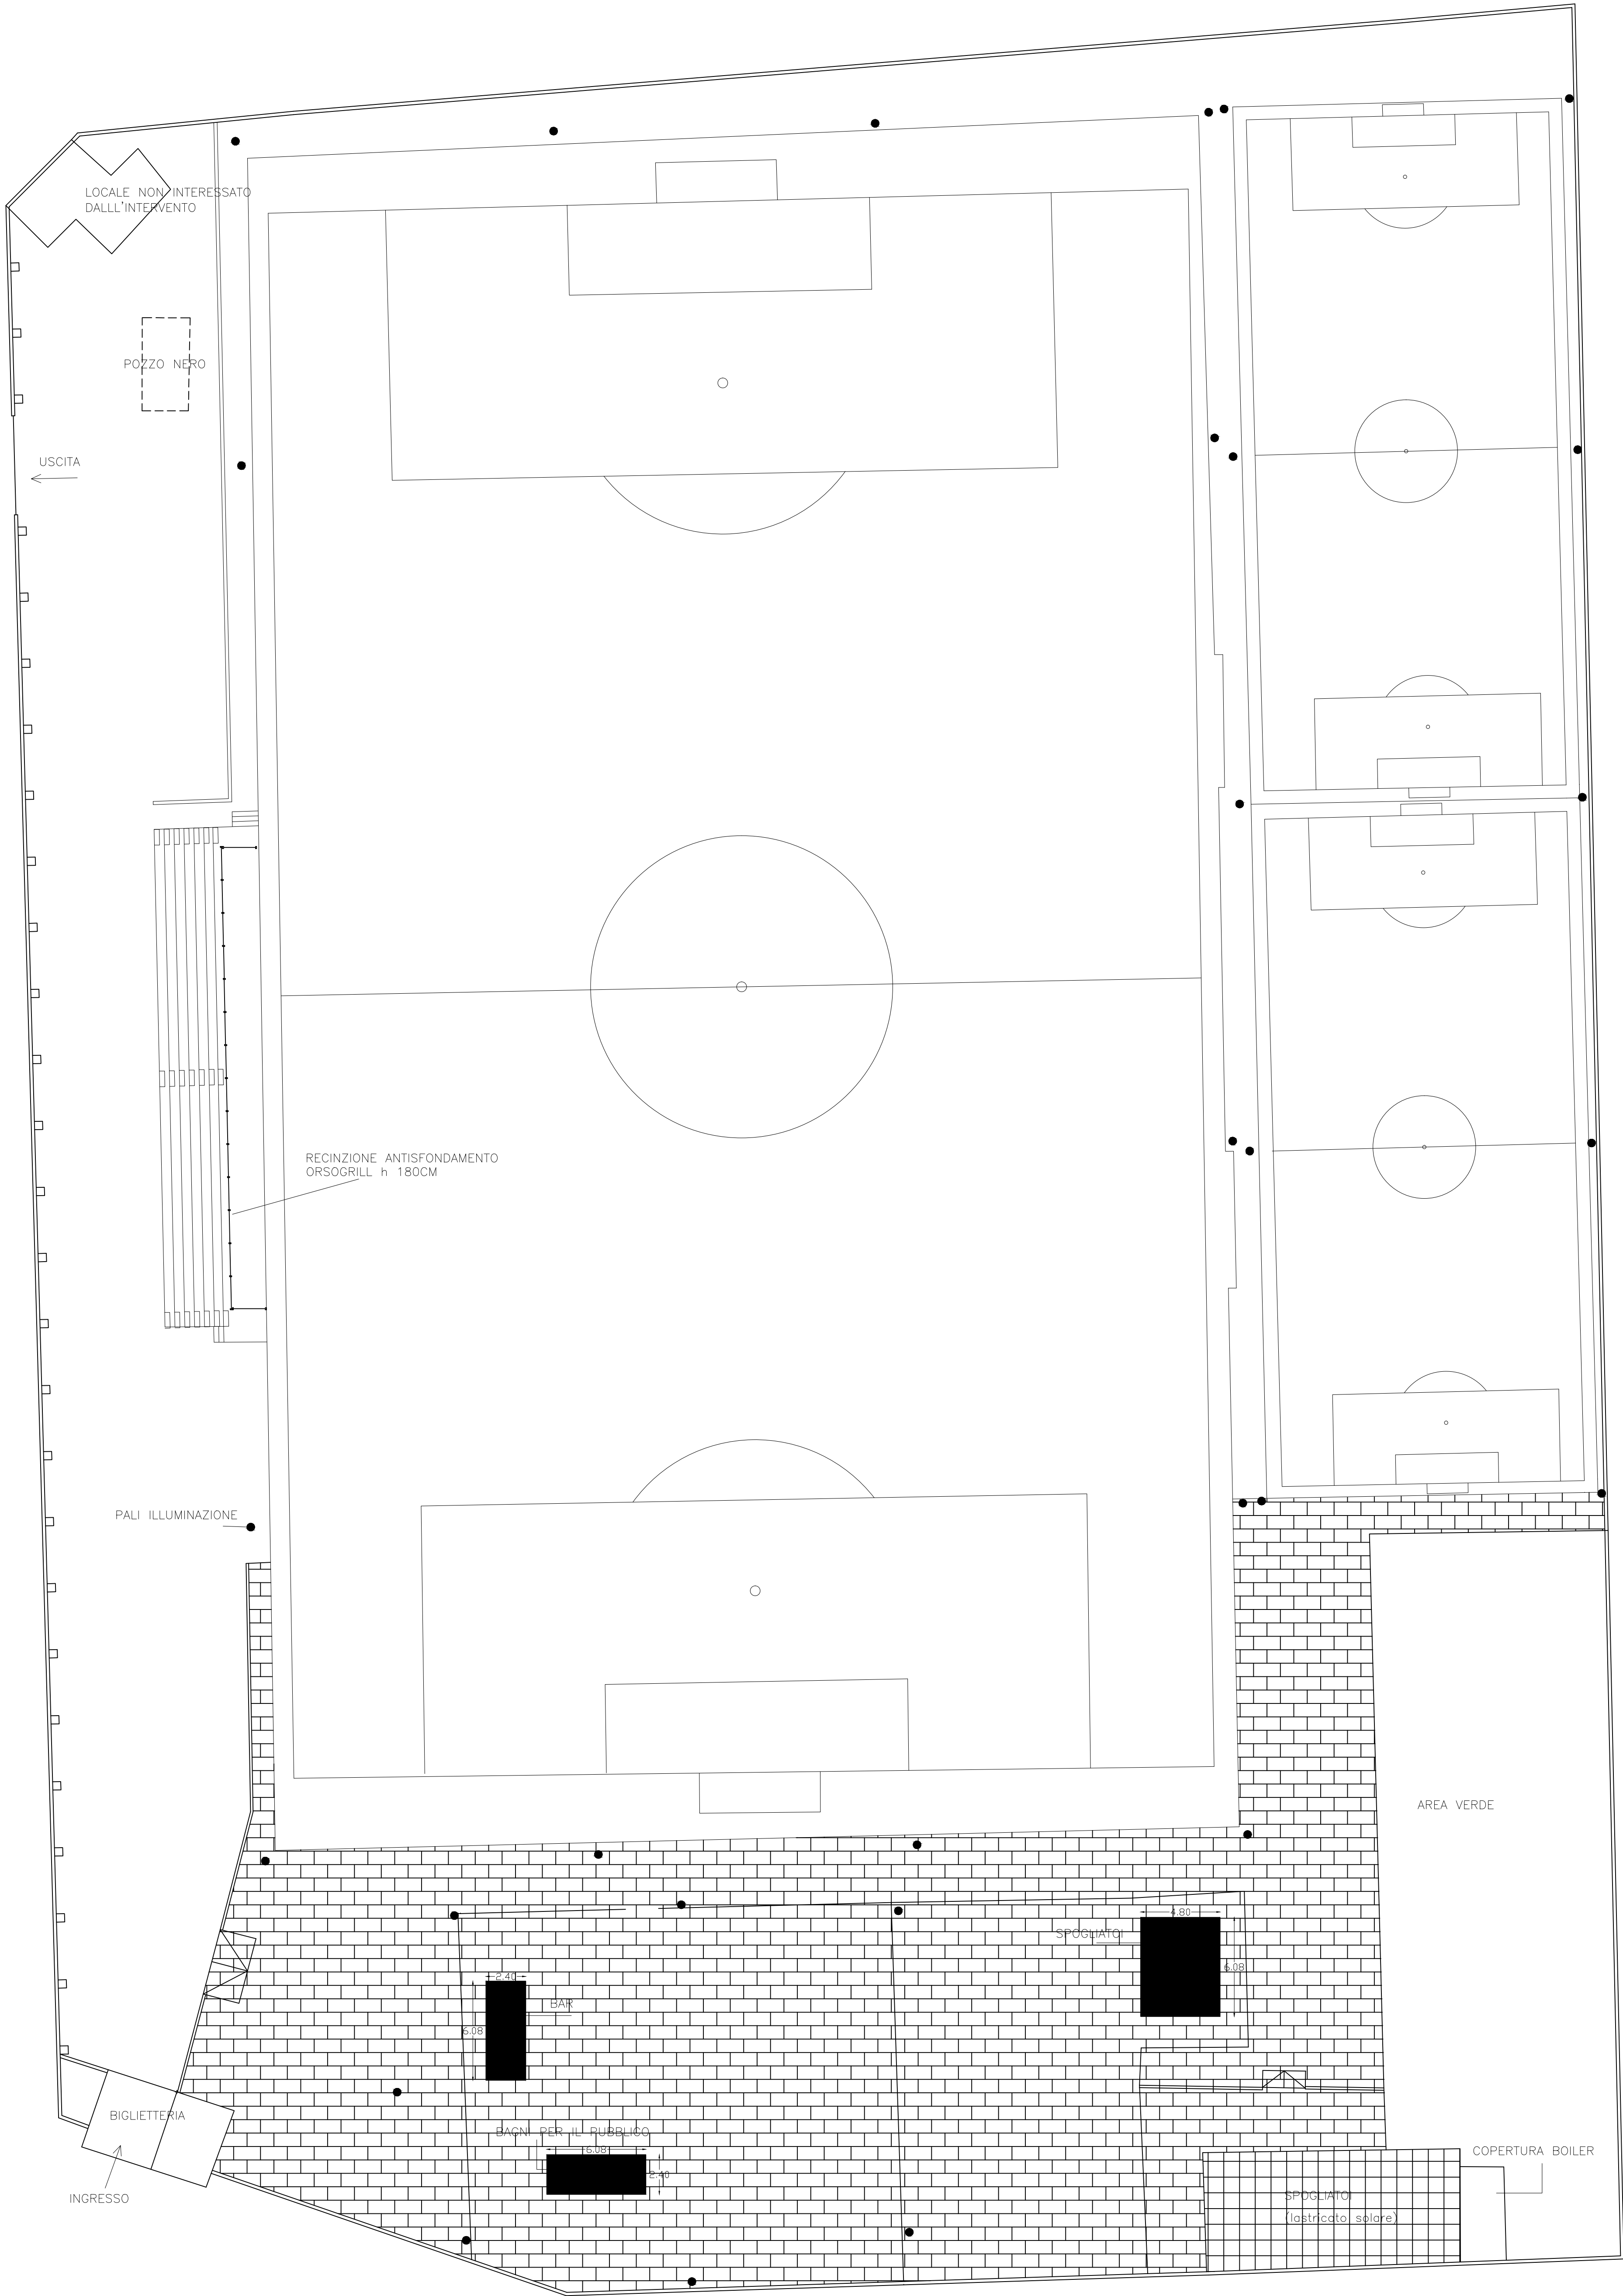 LOCALE NON INTERESSATO
DALLL'INTERVENTO
POZZO NERO
USCITA
RECINZIONE ANTISFONDAMENTO
ORSOGRILL h 180CM
PALI ILLUMINAZIONE
AREA VERDE
4.80
SPOGLIATOI
6.08
2.40
BAR
6.08
BIGLIETTERIA
BAGNI PER IL PUBBLICO
6.08
2.40
COPERTURA BOILER
INGRESSO
SPOGLIATOI
(lastricato solare)